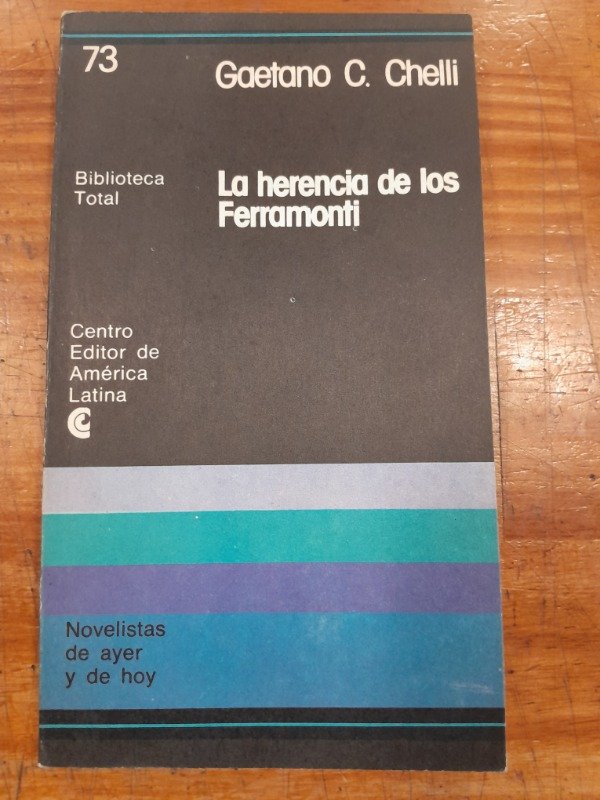 73
Gaetano C. Chelli
Biblioteca
Total
La herencia de los
Ferramonti
Centro
Editor de
América
Latina
Novelistas
de ayer
y de hoy